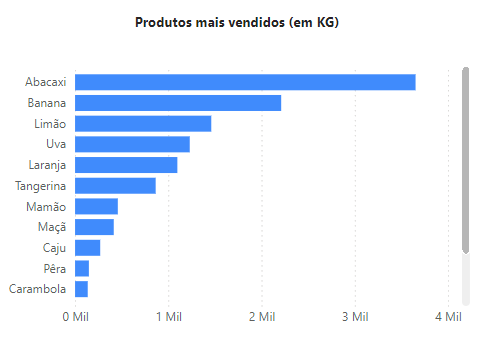 Produtos mais vendidos (em KG)
Abacaxi
Banana
Limão
Uva
Laranja
Tangerina
Mamão
Maçã
Caju
Pêra
Carambola
0 Mil 1 Mil 2 Mil 3 Mil 4 Mil